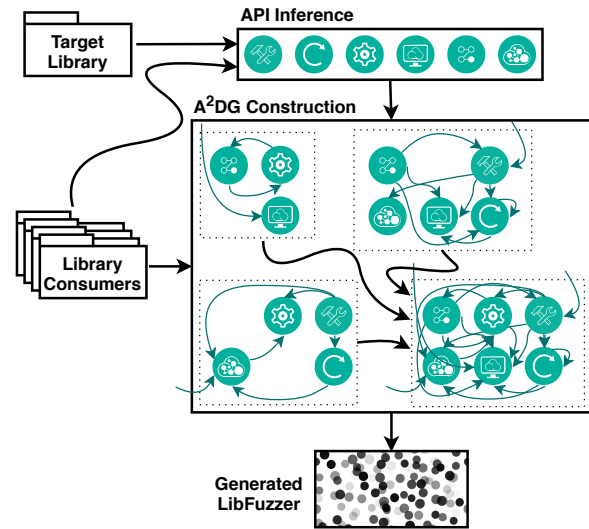 API Inference
Target
Library
A²DG Construction
Library
Consumers
Generated
LibFuzzer